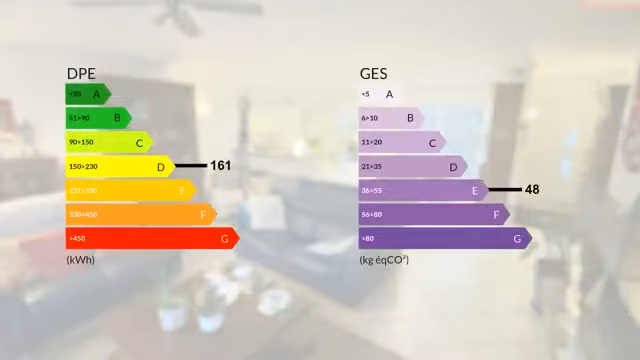 DPE
<50 A
51>90 B
90>150 C
150>230 D 161
231>330 E
330>450 F
>450 G
(kWh)
GES
<5 A
6>10 B
11>20 C
21>35 D
36>55 E 48
56>80 F
>80 G
(kg éqCO²)